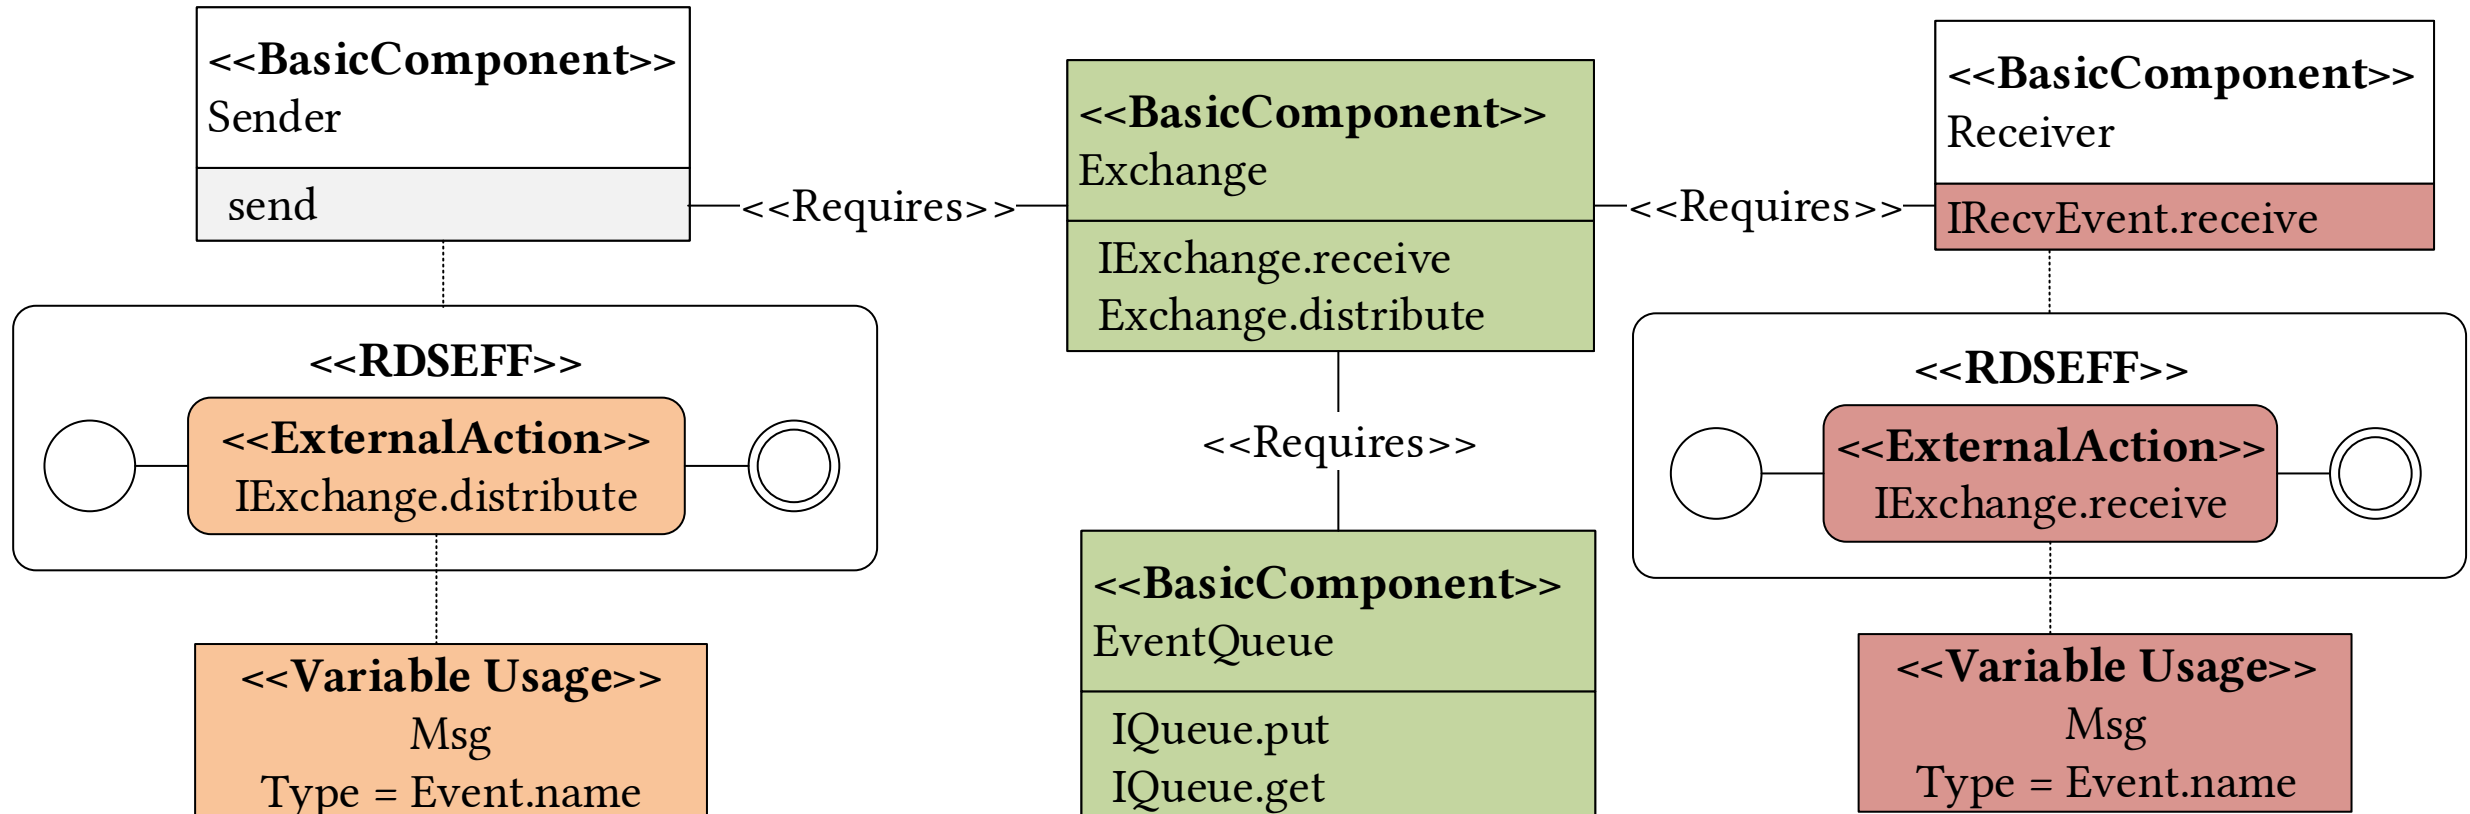 <<BasicComponent>>
Sender
send
<<Requires>>
<<BasicComponent>>
Exchange
IExchange.receive
Exchange.distribute
<<Requires>>
<<BasicComponent>>
Receiver
IRecvEvent.receive
<<RDSEFF>>
<<ExternalAction>>
IExchange.distribute
<<Variable Usage>>
Msg
Type = Event.name
<<Requires>>
<<BasicComponent>>
EventQueue
IQueue.put
IQueue.get
<<RDSEFF>>
<<ExternalAction>>
IExchange.receive
<<Variable Usage>>
Msg
Type = Event.name